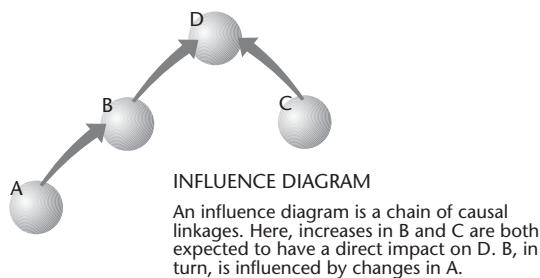 D
B
C
A
INFLUENCE DIAGRAM
An influence diagram is a chain of causal
linkages. Here, increases in B and C are both
expected to have a direct impact on D. B, in
turn, is influenced by changes in A.